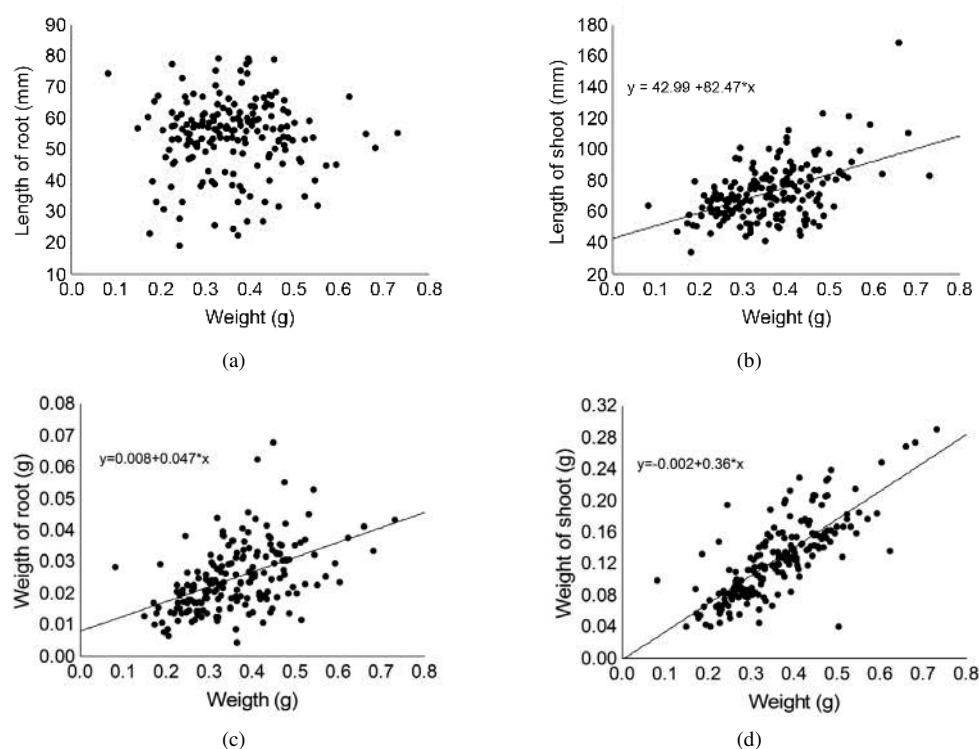 90
80
70
60
50
40
30
20
10
Length of root (mm)
0.0 0.1 0.2 0.3 0.4 0.5 0.6 0.7 0.8
Weight (g)
(a)
180
160
140
120
100
80
60
40
20
Length of shoot (mm)
y = 42.99 +82.47*x
0.0 0.1 0.2 0.3 0.4 0.5 0.6 0.7 0.8
Weight (g)
(b)
0.08
0.07
0.06
0.05
0.04
0.03
0.02
0.01
0.00
Weigth of root (g)
y=0.008+0.047*x
0.0 0.1 0.2 0.3 0.4 0.5 0.6 0.7 0.8
Weigth (g)
(c)
0.32
0.28
0.24
0.20
0.16
0.12
0.08
0.04
0.00
Weight of shoot (g)
y=-0.002+0.36*x
0.0 0.1 0.2 0.3 0.4 0.5 0.6 0.7 0.8
Weight (g)
(d)